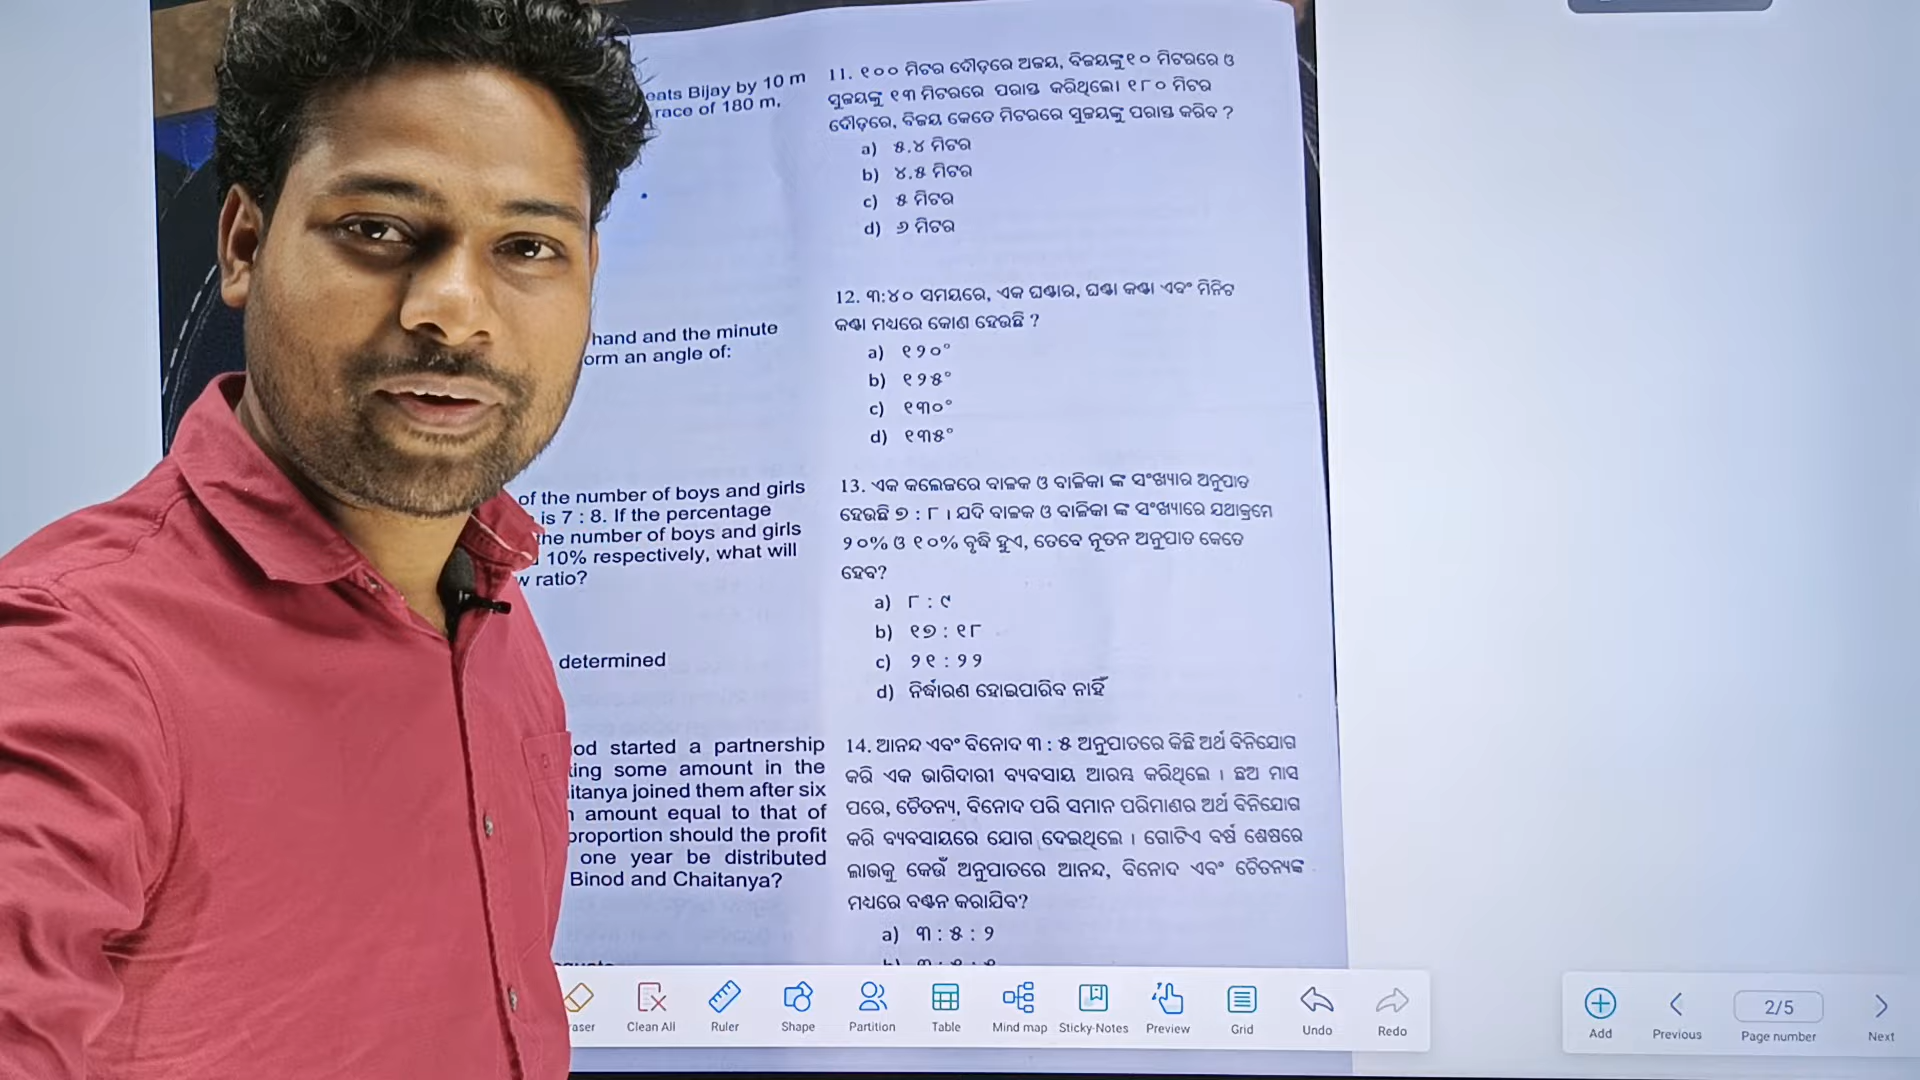 eats Bijay by 10 m
race of 180 m,
hand and the minute
orm an angle of:
of the number of boys and girls
is 7 : 8. If the percentage
the number of boys and girls
10% respectively, what will
w ratio?
determined
od started a partnership
ing some amount in the
itanya joined them after six
amount equal to that of
proportion should the profit
one year be distributed
Binod and Chaitanya?
11. ୧୦୦ ମିଟର ଦୌଡ଼ରେ ଅଜୟ, ବିଜୟଙ୍କୁ ୧୦ ମିଟରରେ ଓ
ସୁଜୟଙ୍କୁ ୧୩ ମିଟରରେ ପରାସ୍ତ କରିଥିଲେ। ୧୮୦ ମିଟର
ଦୌଡ଼ରେ, ବିଜୟ କେତେ ମିଟରରେ ସୁଜୟଙ୍କୁ ପରାସ୍ତ କରିବ ?
a) ୫.୪ ମିଟର
b) ୪.୫ ମିଟର
c) ୫ ମିଟର
d) ୬ ମିଟର
12. ୩:୪୦ ସମୟରେ, ଏକ ଘଣ୍ଟାର, ଘଣ୍ଟା କଣ୍ଟା ଏବଂ ମିନିଟ
କଣ୍ଟା ମଧ୍ୟରେ କୋଣ ହେଉଛି ?
a) ୧୨୦°
b) ୧୨୫°
c) ୧୩୦°
d) ୧୩୫°
13. ଏକ କଲେଜରେ ବାଳକ ଓ ବାଳିକା ଙ୍କ ସଂଖ୍ୟାର ଅନୁପାତ
ହେଉଛି ୭ : ୮ । ଯଦି ବାଳକ ଓ ବାଳିକା ଙ୍କ ସଂଖ୍ୟାରେ ଯଥାକ୍ରମେ
୨୦% ଓ ୧୦% ବୃଦ୍ଧି ହୁଏ, ତେବେ ନୂତନ ଅନୁପାତ କେତେ
ହେବ?
a) ୮ : ୯
b) ୧୭ : ୧୮
c) ୨୧ : ୨୨
d) ନିର୍ଦ୍ଧାରଣ ହୋଇପାରିବ ନାହିଁ
14. ଆନନ୍ଦ ଏବଂ ବିନୋଦ ୩ : ୫ ଅନୁପାତରେ କିଛି ଅର୍ଥ ବିନିଯୋଗ
କରି ଏକ ଭାଗିଦାରୀ ବ୍ୟବସାୟ ଆରମ୍ଭ କରିଥିଲେ । ଛଅ ମାସ
ପରେ, ଚୈତନ୍ୟ, ବିନୋଦ ପରି ସମାନ ପରିମାଣର ଅର୍ଥ ବିନିଯୋଗ
କରି ବ୍ୟବସାୟରେ ଯୋଗ ଦେଇଥିଲେ । ଗୋଟିଏ ବର୍ଷ ଶେଷରେ
ଲାଭକୁ କେଉଁ ଅନୁପାତରେ ଆନନ୍ଦ, ବିନୋଦ ଏବଂ ଚୈତନ୍ୟଙ୍କ
ମଧ୍ୟରେ ବଣ୍ଟନ କରାଯିବ?
a) ୩ : ୫ : ୨
raser Clean All Ruler Shape Partition Table Mind map Sticky-Notes Preview Grid Undo Redo
2/5
Add Previous Page number Next